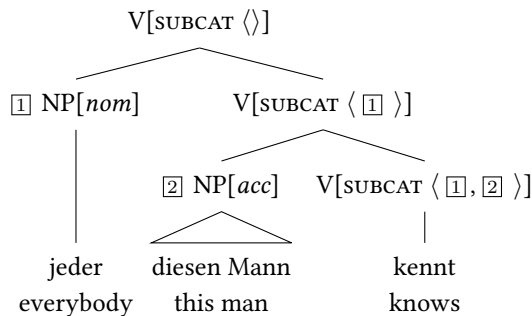 V[SUBCAT ⟨⟩]
1 NP[nom] V[SUBCAT ⟨ 1 ⟩]
2 NP[acc] V[SUBCAT ⟨ 1, 2 ⟩]
jeder diesen Mann kennt
everybody this man knows